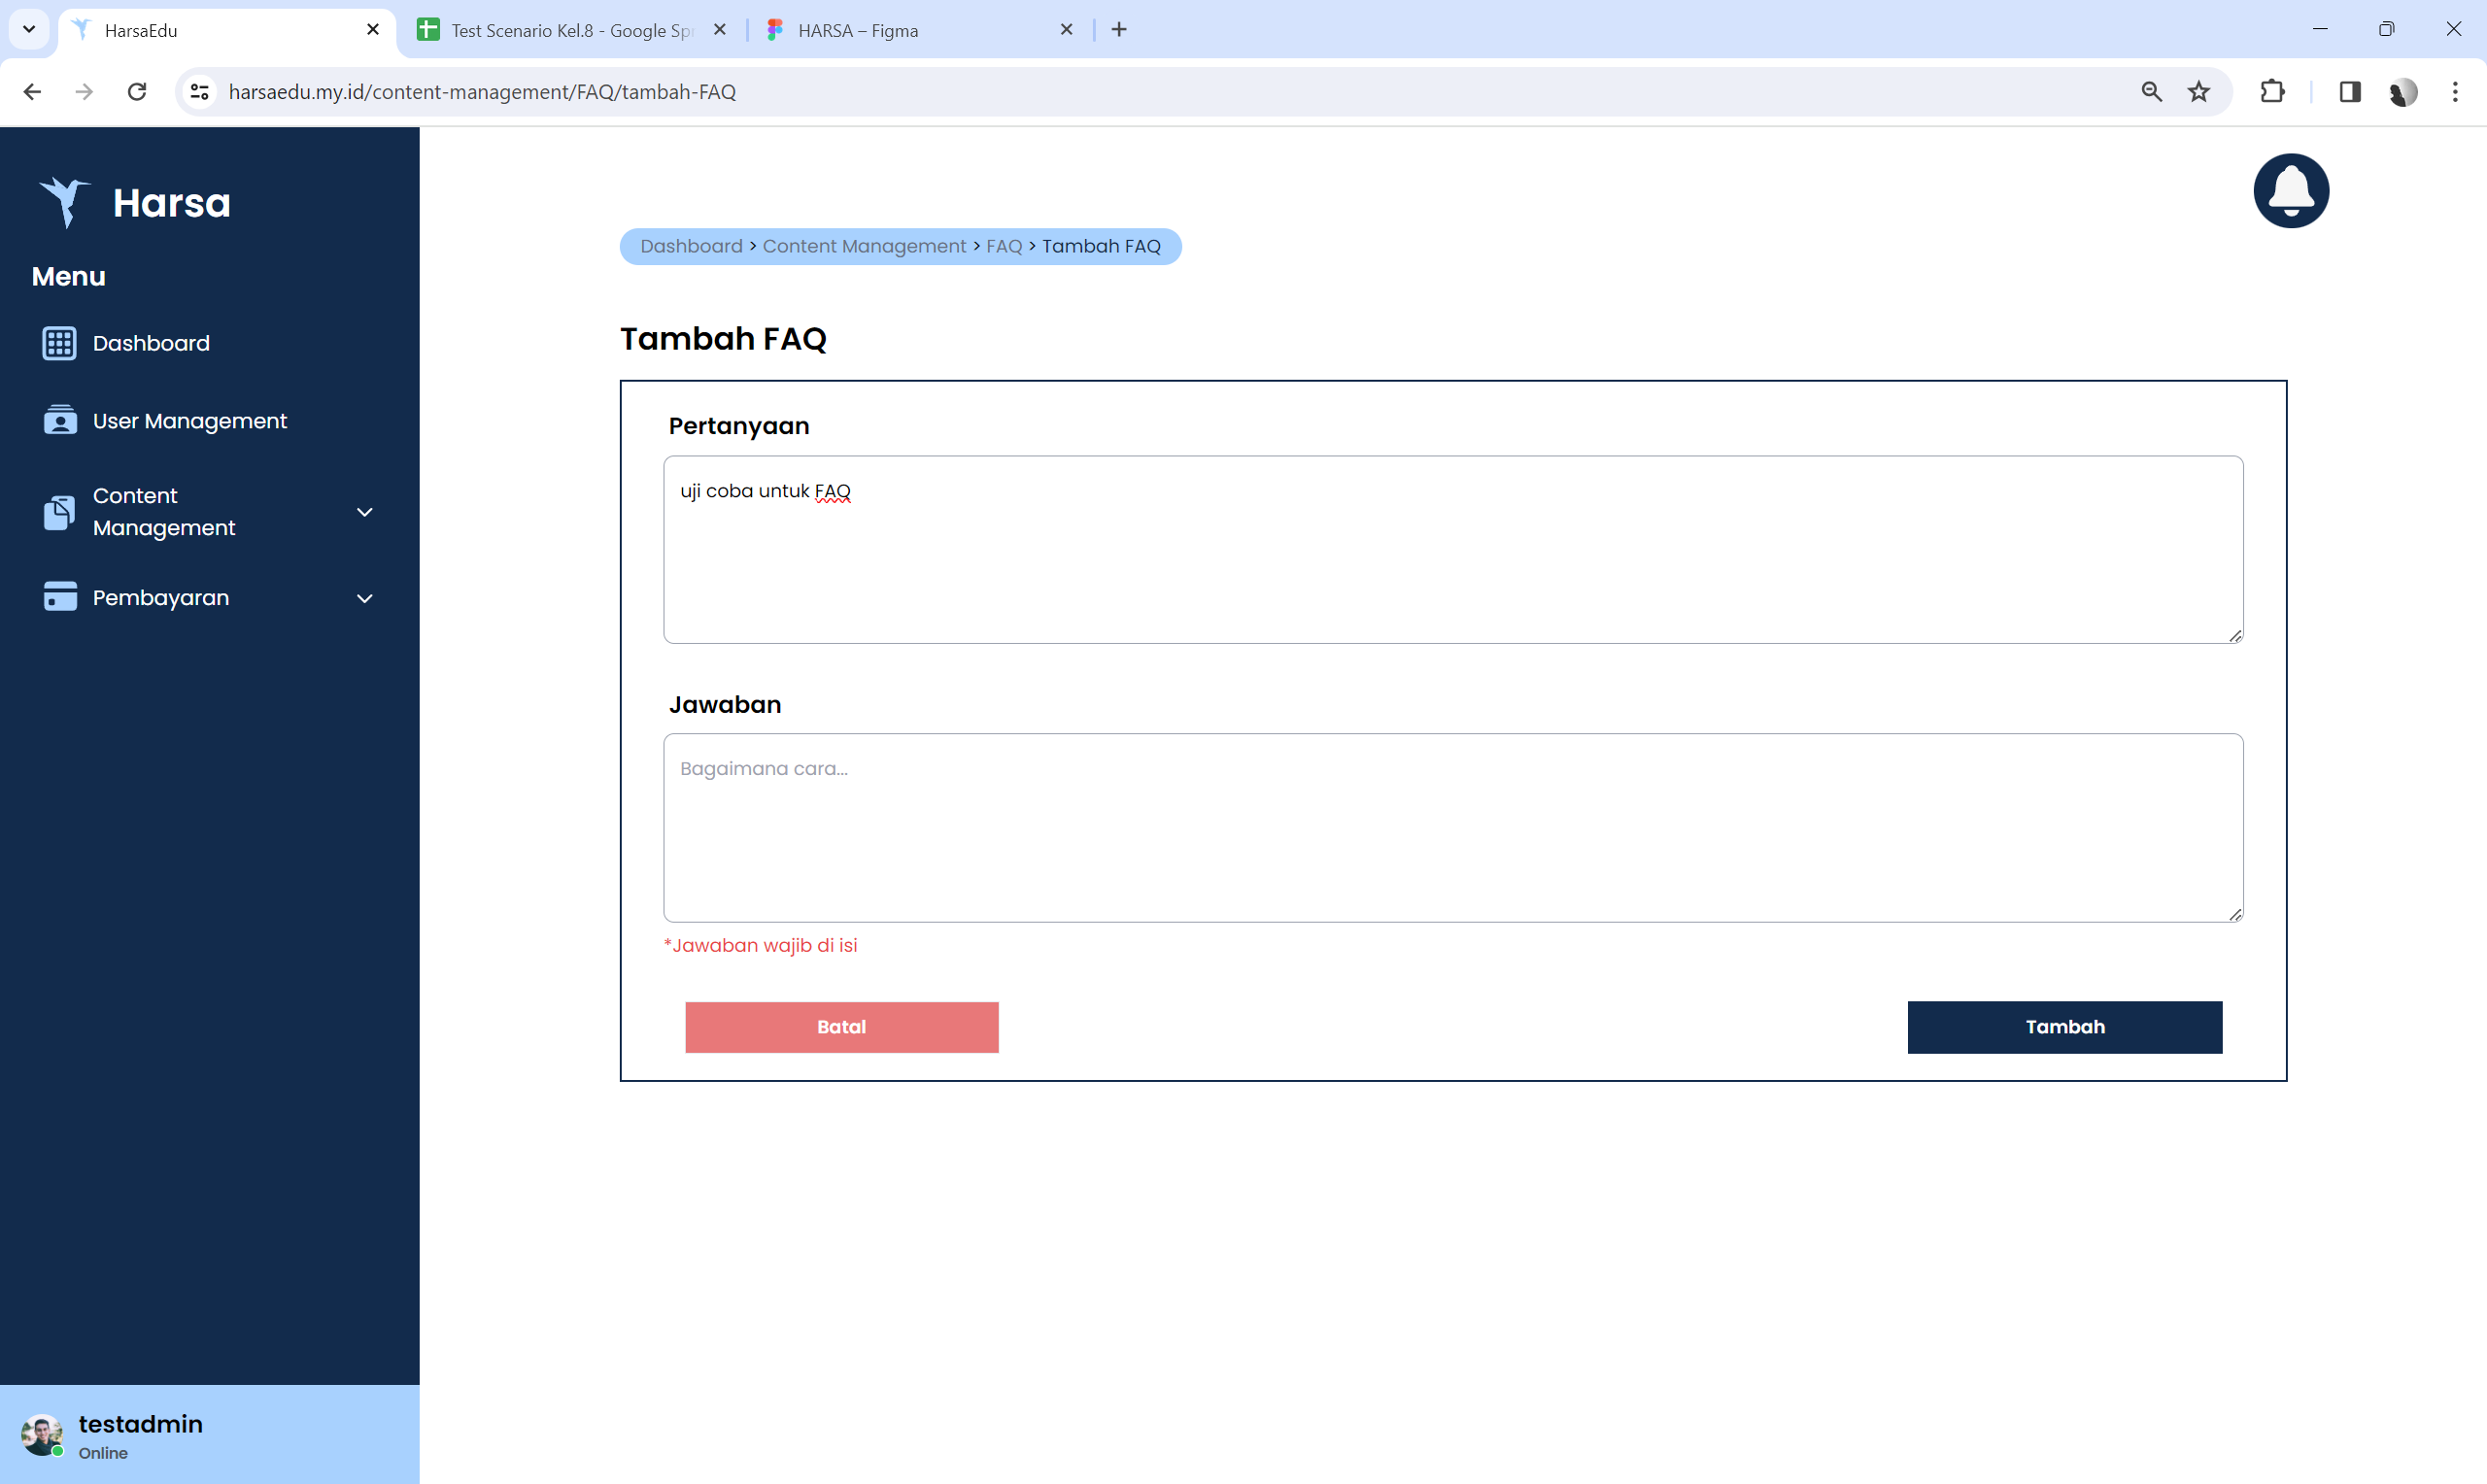 HarsaEdu
Test Scenario Kel.8 - Google Spr
HARSA – Figma
harsaedu.my.id/content-management/FAQ/tambah-FAQ
Harsa
Menu
Dashboard
User Management
Content
Management
Pembayaran
testadmin
Online
Dashboard > Content Management > FAQ > Tambah FAQ
Tambah FAQ
Pertanyaan
uji coba untuk FAQ
Jawaban
Bagaimana cara...
*Jawaban wajib di isi
Batal
Tambah